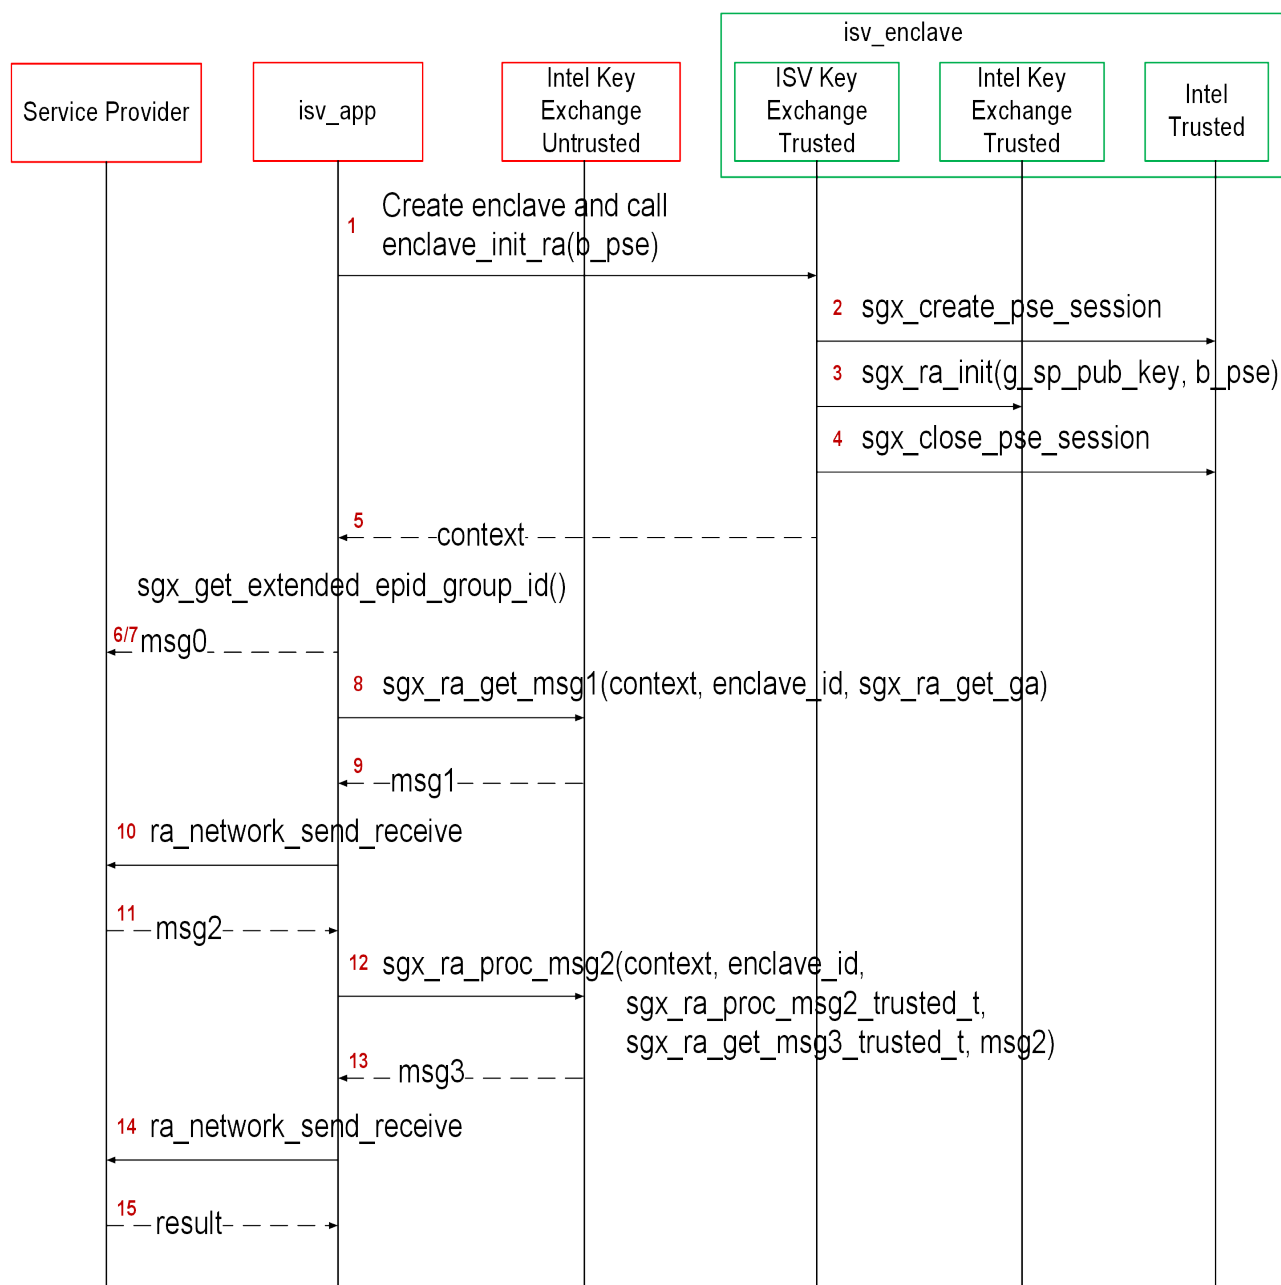 isv_enclave
Service Provider
isv_app
Intel Key
Exchange
Untrusted
ISV Key
Exchange
Trusted
Intel Key
Exchange
Trusted
Intel
Trusted
1 Create enclave and call
enclave_init_ra(b_pse)
2 sgx_create_pse_session
3 sgx_ra_init(g_sp_pub_key, b_pse)
4 sgx_close_pse_session
5 context
sgx_get_extended_epid_group_id()
6/7 msg0
8 sgx_ra_get_msg1(context, enclave_id, sgx_ra_get_ga)
9 msg1
10 ra_network_send_receive
11 msg2
12 sgx_ra_proc_msg2(context, enclave_id,
sgx_ra_proc_msg2_trusted_t,
sgx_ra_get_msg3_trusted_t, msg2)
13 msg3
14 ra_network_send_receive
15 result